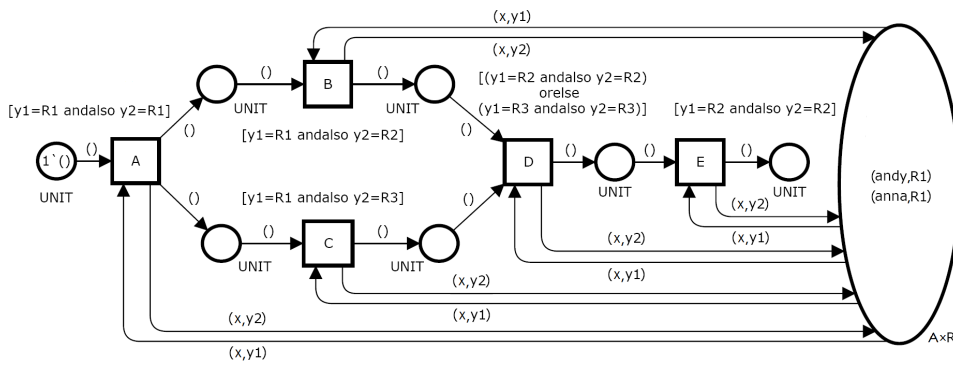 (x,y1)
(x,y2)
()
B
()
UNIT
UNIT
[y1=R1 andalso y2=R1]
()
[y1=R1 andalso y2=R2]
()
[(y1=R2 andalso y2=R2)
orelse
(y1=R3 andalso y2=R3)]
[y1=R2 andalso y2=R2]
1`()
()
A
D
()
()
E
()
UNIT
UNIT
UNIT
(andy,R1)
(anna,R1)
()
[y1=R1 andalso y2=R3]
()
(x,y2)
(x,y1)
()
C
()
UNIT
UNIT
(x,y2)
(x,y1)
(x,y2)
(x,y1)
(x,y2)
(x,y1)
AxR